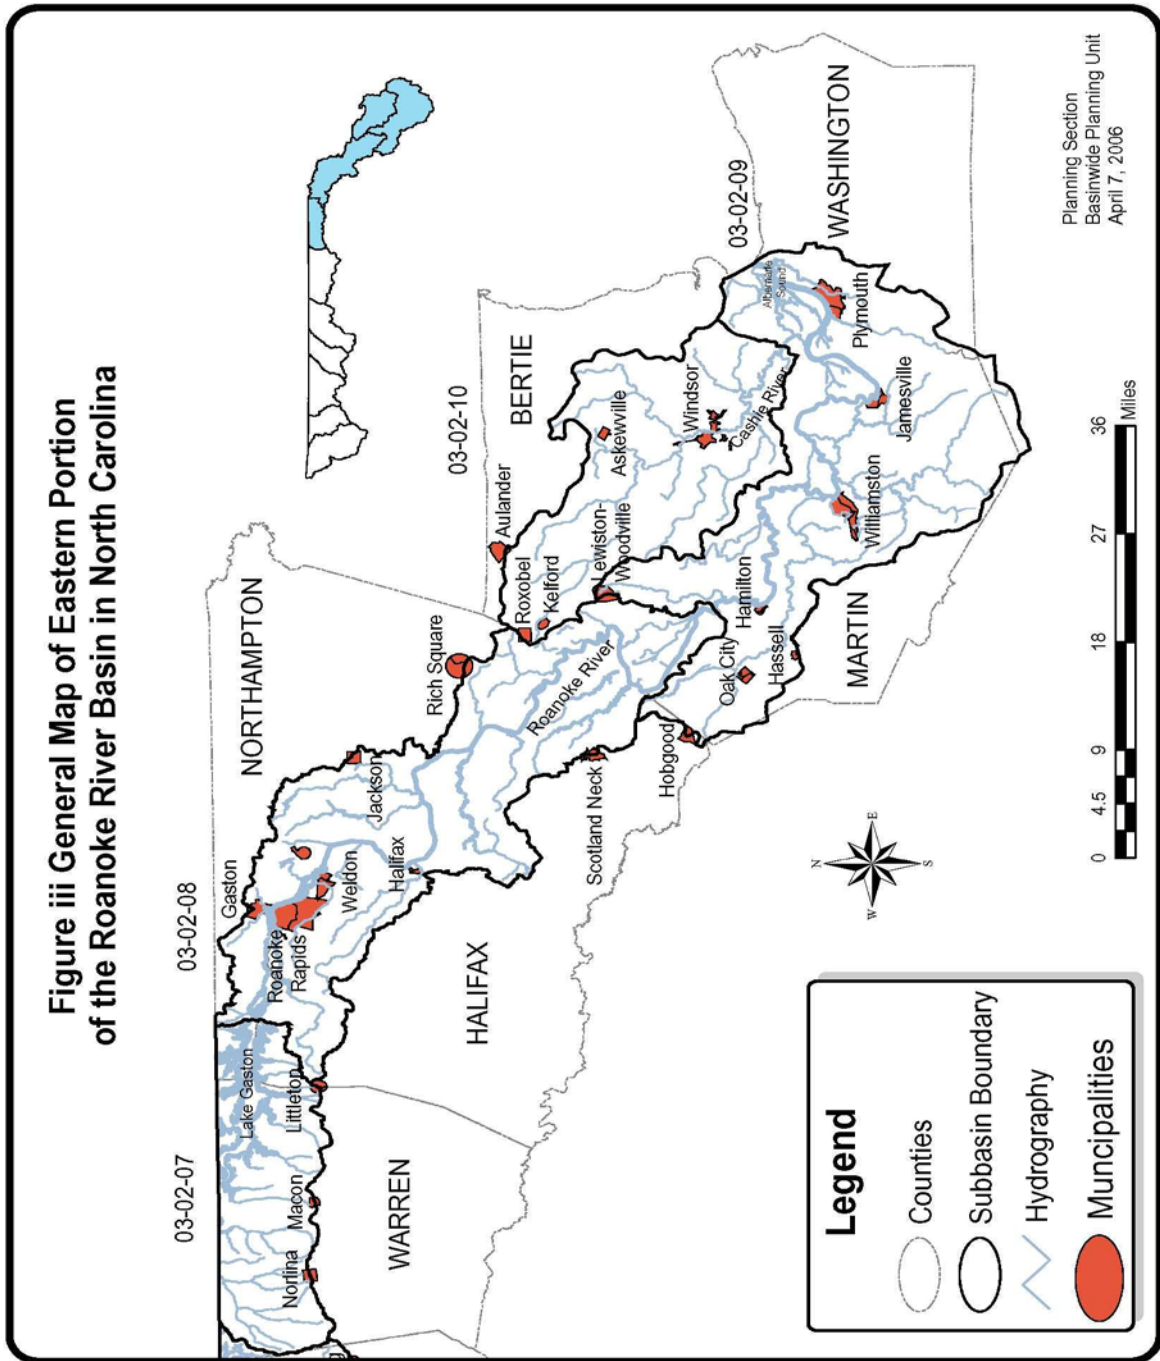 Figure iii General Map of Eastern Portion
of the Roanoke River Basin in North Carolina
03-02-07
03-02-08
03-02-10
03-02-09
NORTHAMPTON
BERTIE
WASHINGTON
WARREN
HALIFAX
MARTIN
Norlina
Macon
Littleton
Lake Gaston
Roanoke
Rapids
Gaston
Weldon
Halifax
Jackson
Rich Square
Roanoke River
Roxobel
Kelford
Aulander
Lewiston-
Woodville
Askewville
Windsor
Cashie River
Scotland Neck
Hobgood
Oak City
Hassell
Hamilton
Williamston
Jamesville
Plymouth
Albemarle
Sound
N
E
S
W
Legend
Counties
Subbasin Boundary
Hydrography
Muncipalities
0 4.5 9 18 27 36
Miles
Planning Section
Basinwide Planning Unit
April 7, 2006